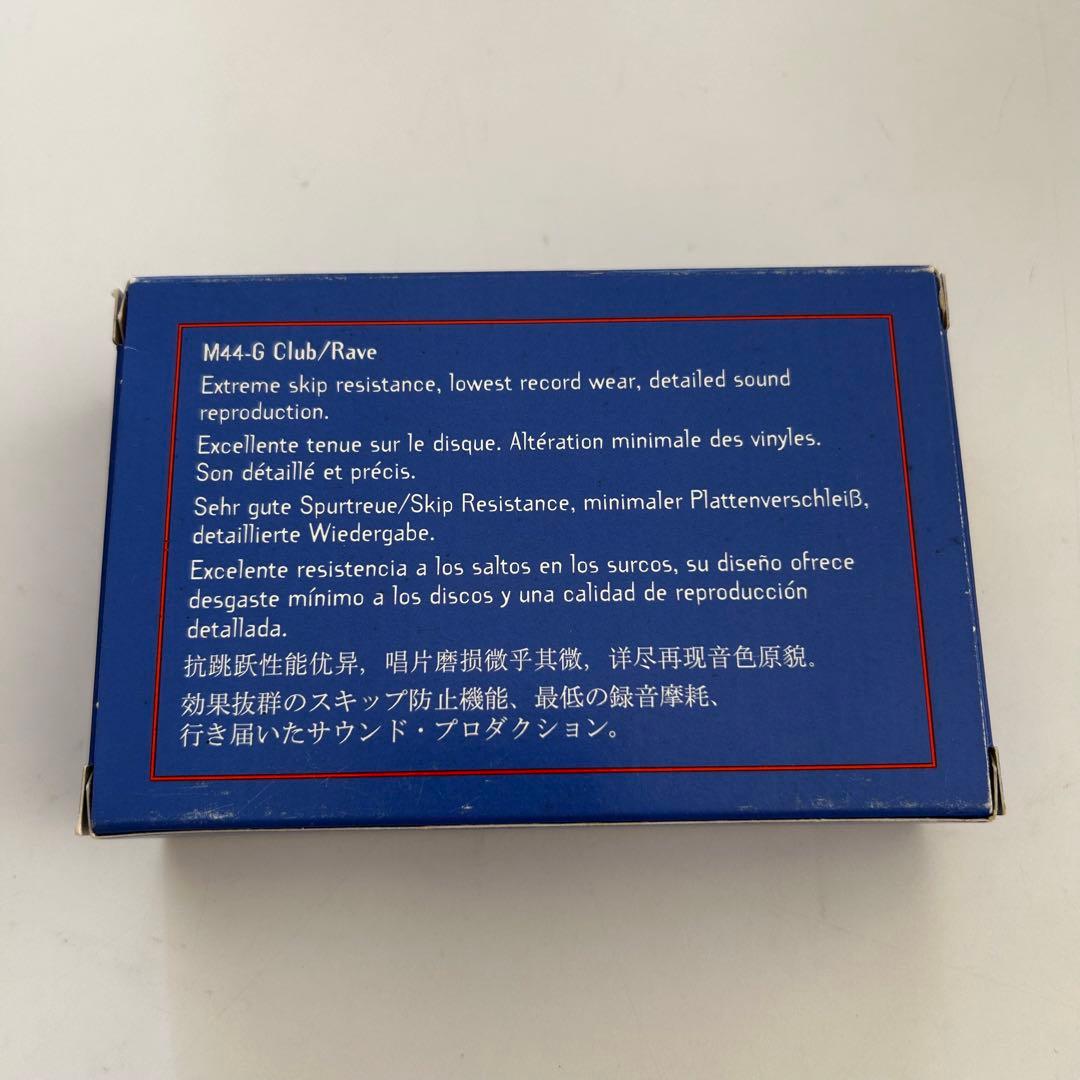 M44-G Club/Rave
Extreme skip resistance, lowest record wear, detailed sound
reproduction.
Excellente tenue sur le disque. Altération minimale des vinyles.
Son détaillé et précis.
Sehr gute Spurtreue/Skip Resistance, minimaler Plattenverschleiß,
detaillierte Wiedergabe.
Excelente resistencia a los saltos en los surcos, su diseño ofrece
desgaste mínimo a los discos y una calidad de reproducción
detallada.
抗跳跃性能优异，唱片磨损微乎其微，详尽再现音色原貌。
効果抜群のスキップ防止機能、最低の録音摩耗、
行き届いたサウンド・プロダクション。